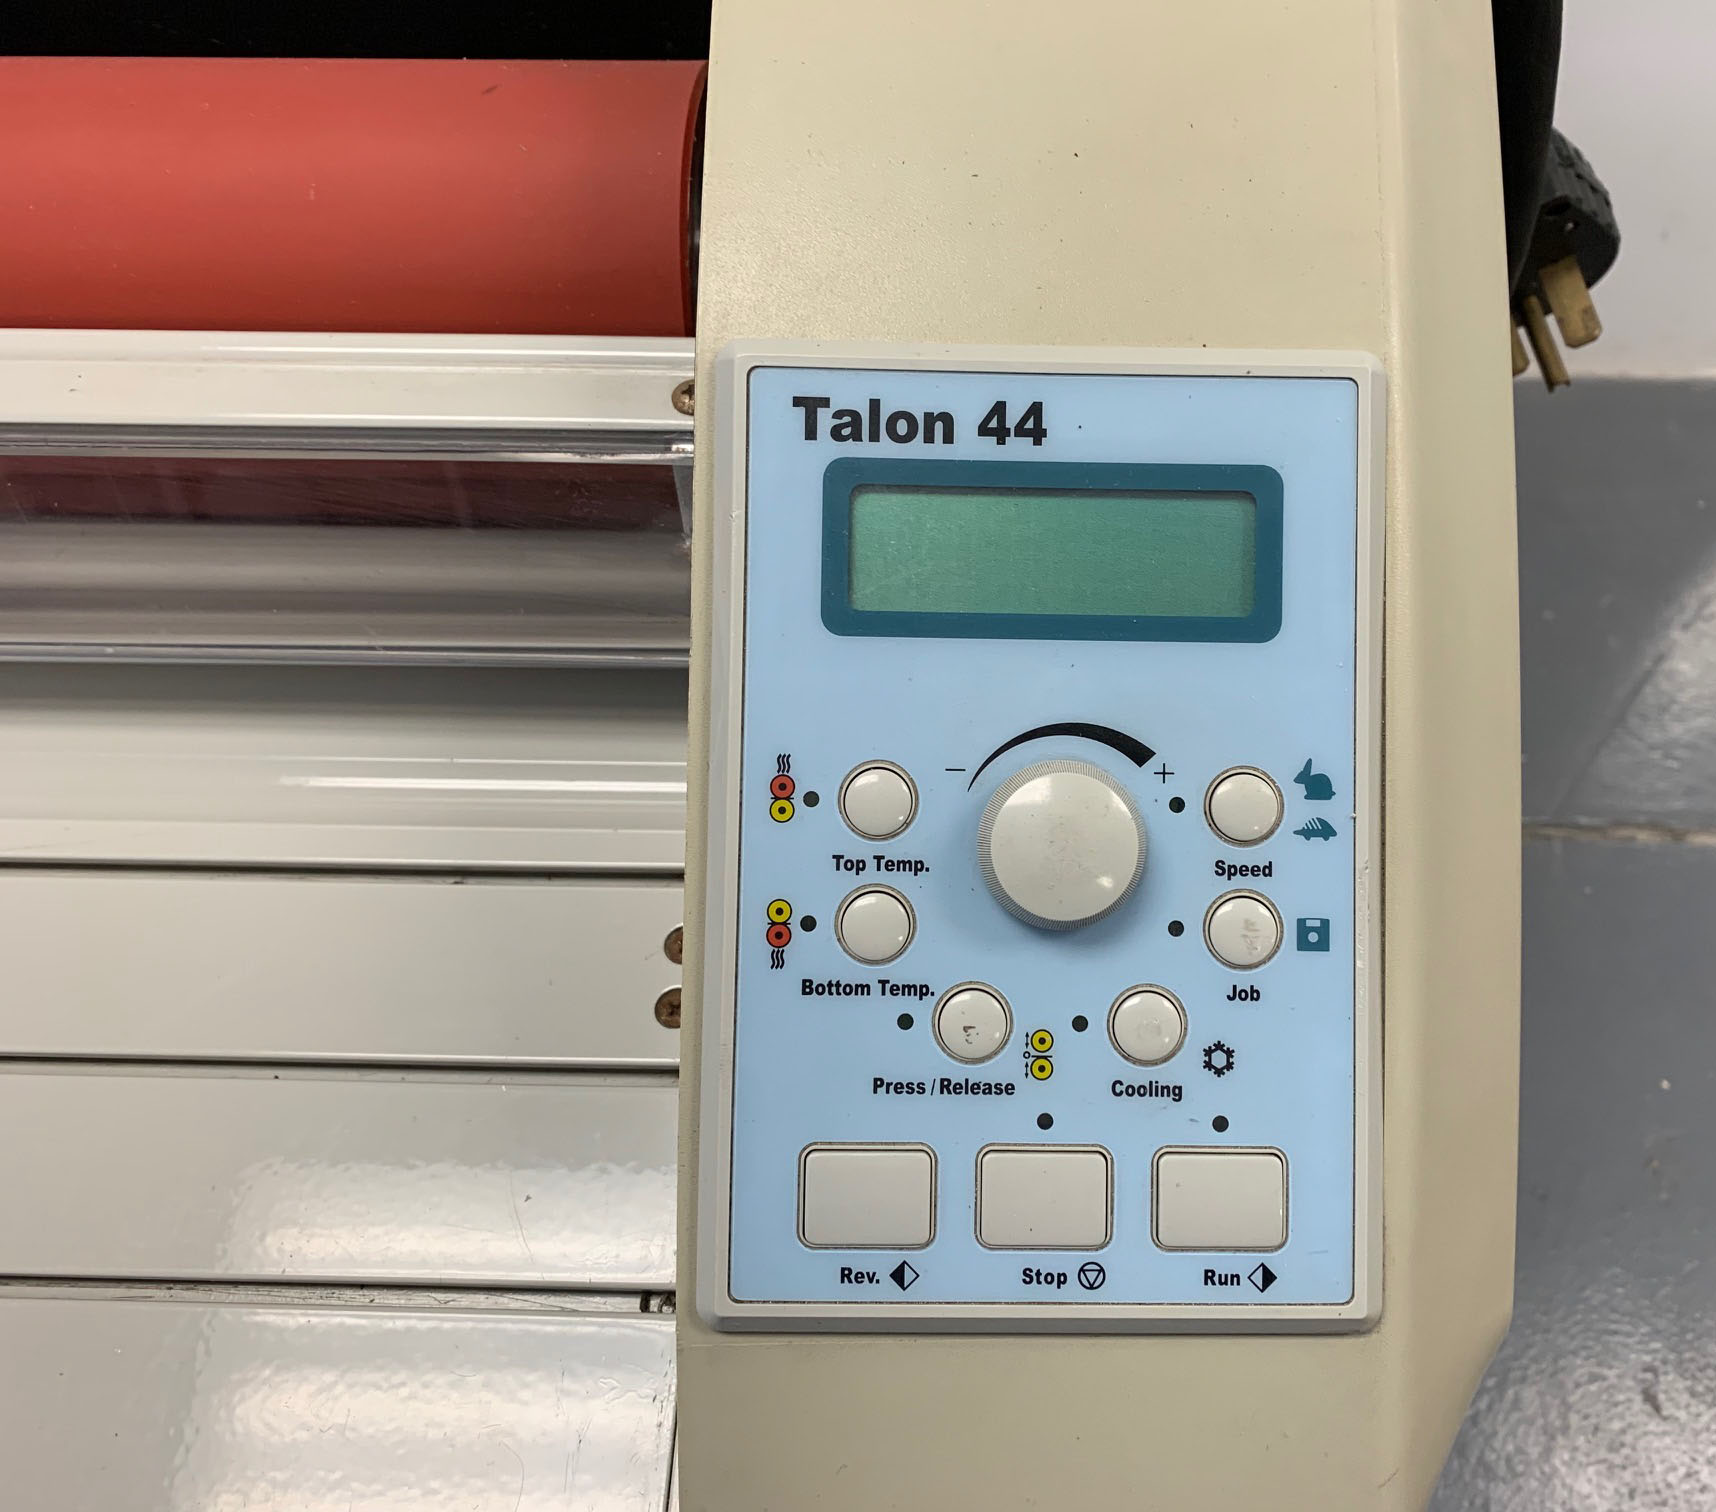 Talon 44
− +
Top Temp.
Speed
Bottom Temp.
Job
Press / Release
Cooling
Rev.
Stop
Run